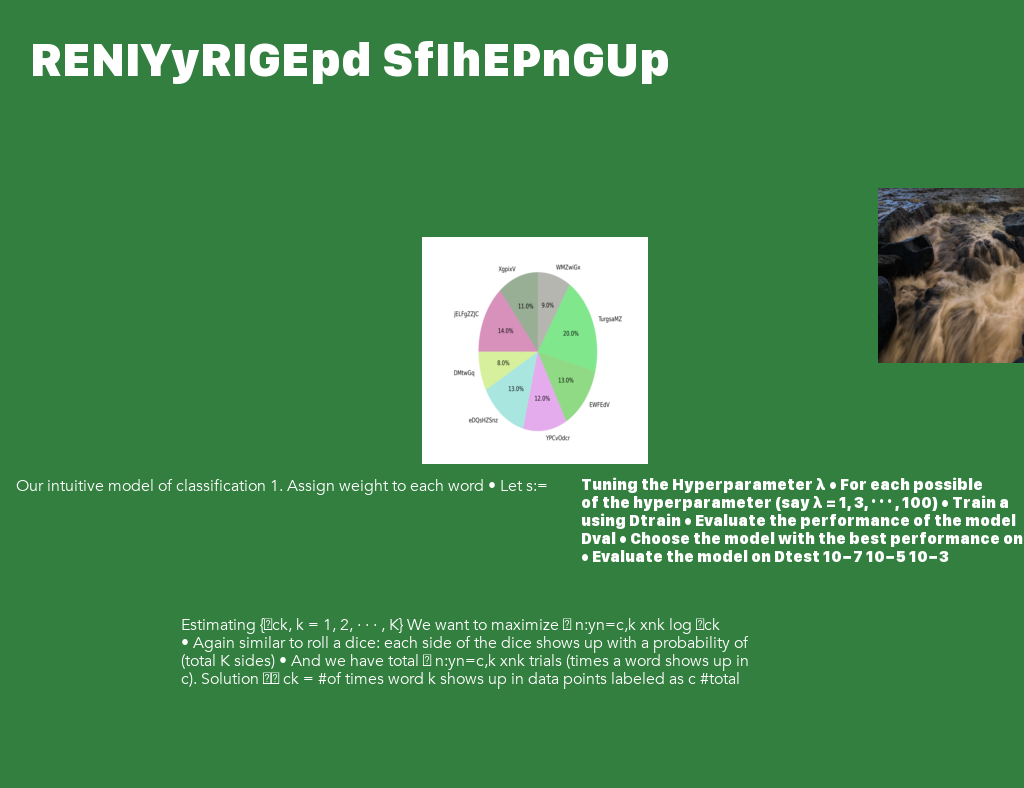 RENIYyRIGEpd SfIhEPnGUp
XgpixV
WMZwiGx
11.0%
9.0%
jELFgZZJC
TurgsaMZ
14.0%
20.0%
DMtwGq
8.0%
13.0%
13.0%
12.0%
EWFEdV
eDQsHZSnz
YPCvOdcr
Our intuitive model of classification 1. Assign weight to each word • Let s:=
Tuning the Hyperparameter λ • For each possible
of the hyperparameter (say λ = 1, 3, · · · , 100) • Train a
using Dtrain • Evaluate the performance of the model
Dval • Choose the model with the best performance on
• Evaluate the model on Dtest 10−7 10−5 10−3
Estimating {ck, k = 1, 2, · · · , K} We want to maximize n:yn=c,k xnk log ck
• Again similar to roll a dice: each side of the dice shows up with a probability of
(total K sides) • And we have total n:yn=c,k xnk trials (times a word shows up in
c). Solution ck = #of times word k shows up in data points labeled as c #total